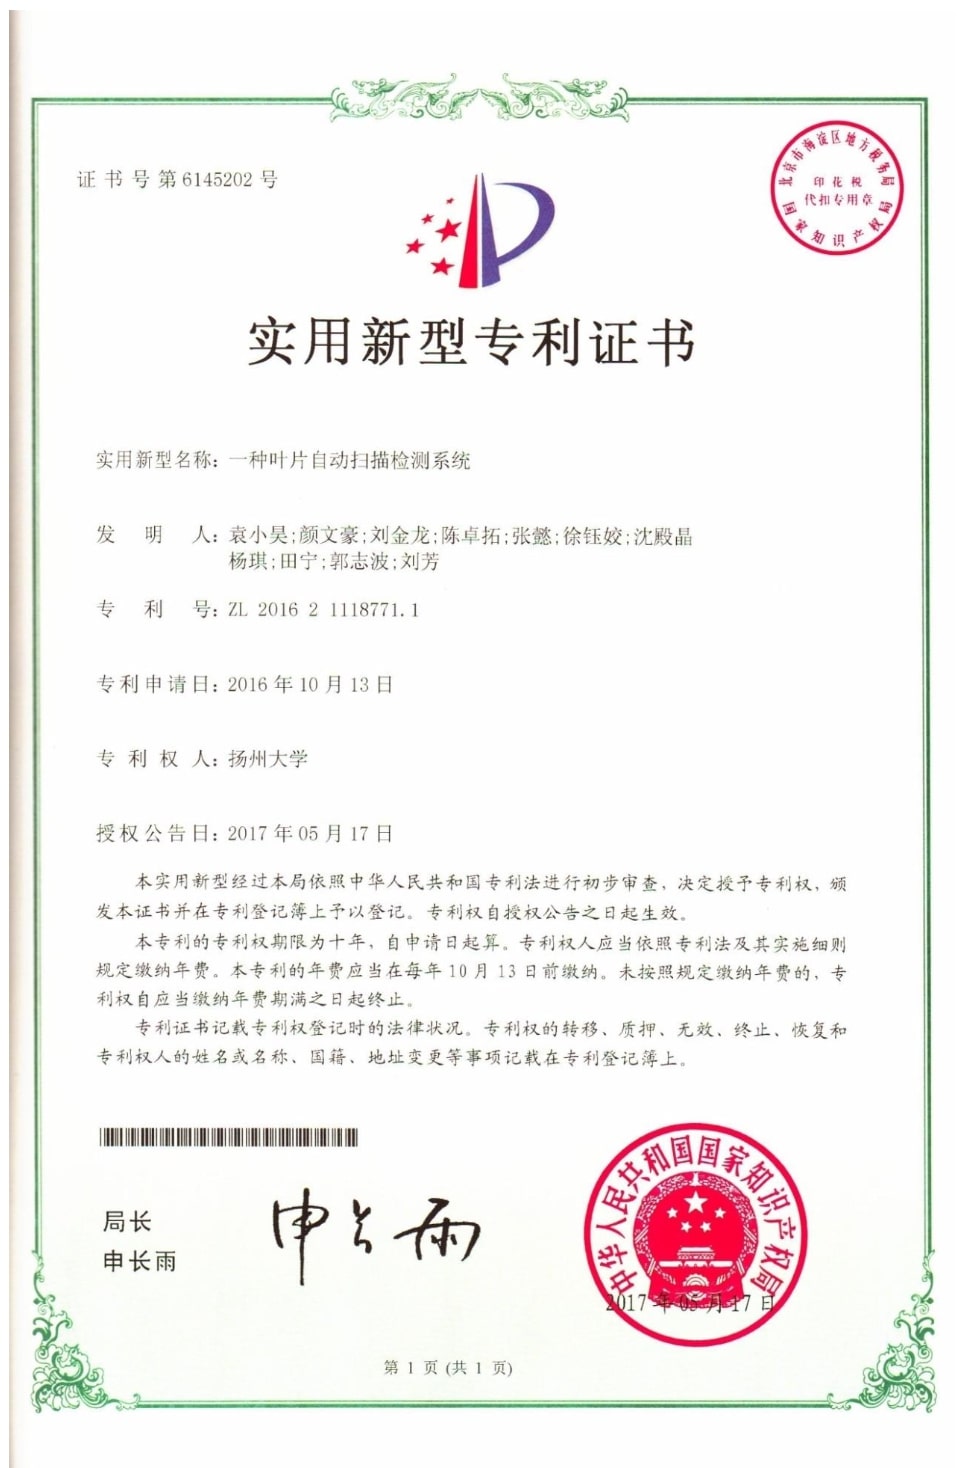 证书号第6145202号
北京市海淀区地方税务局
印花税
代扣专用章
国家知识产权局
实用新型专利证书
实用新型名称：一种叶片自动扫描检测系统
发明人：袁小昊;颜文豪;刘金龙;陈卓拓;张懿;徐钰姣;沈殿晶
杨琪;田宁;郭志波;刘芳
专利号：ZL 2016 2 1118771.1
专利申请日：2016年10月13日
专利权人：扬州大学
授权公告日：2017年05月17日
本实用新型经过本局依照中华人民共和国专利法进行初步审查，决定授予专利权，颁
发本证书并在专利登记簿上予以登记。专利权自授权公告之日起生效。
本专利的专利权期限为十年，自申请日起算。专利权人应当依照专利法及其实施细则
规定缴纳年费。本专利的年费应当在每年10月13日前缴纳。未按照规定缴纳年费的，专
利权自应当缴纳年费期满之日起终止。
专利证书记载专利权登记时的法律状况。专利权的转移、质押、无效、终止、恢复和
专利权人的姓名或名称、国籍、地址变更等事项记载在专利登记簿上。
局长
申长雨
申长雨
中华人民共和国国家知识产权局
2017年05月17日
第1页(共1页)